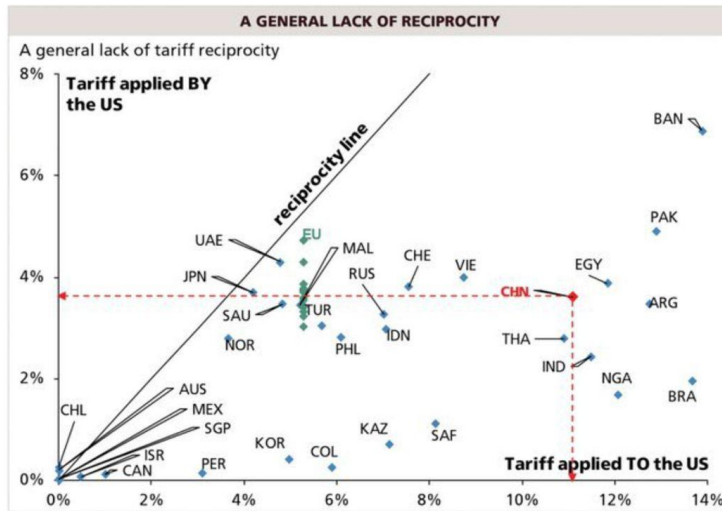 A GENERAL LACK OF RECIPROCITY
A general lack of tariff reciprocity
8%
Tariff applied BY
the US
BAN
reciprocity line
6%
PAK
UAE
EU
MAL
CHE
VIE
EGY
JPN
RUS
4%
CHN
ARG
SAU
TUR
NOR
PHL
IDN
THA
IND
NGA
BRA
2%
AUS
CHL
MEX
SGP
KOR
KAZ
SAF
ISR
CAN
PER
COL
Tariff applied TO the US
0%
0% 2% 4% 6% 8% 10% 12% 14%